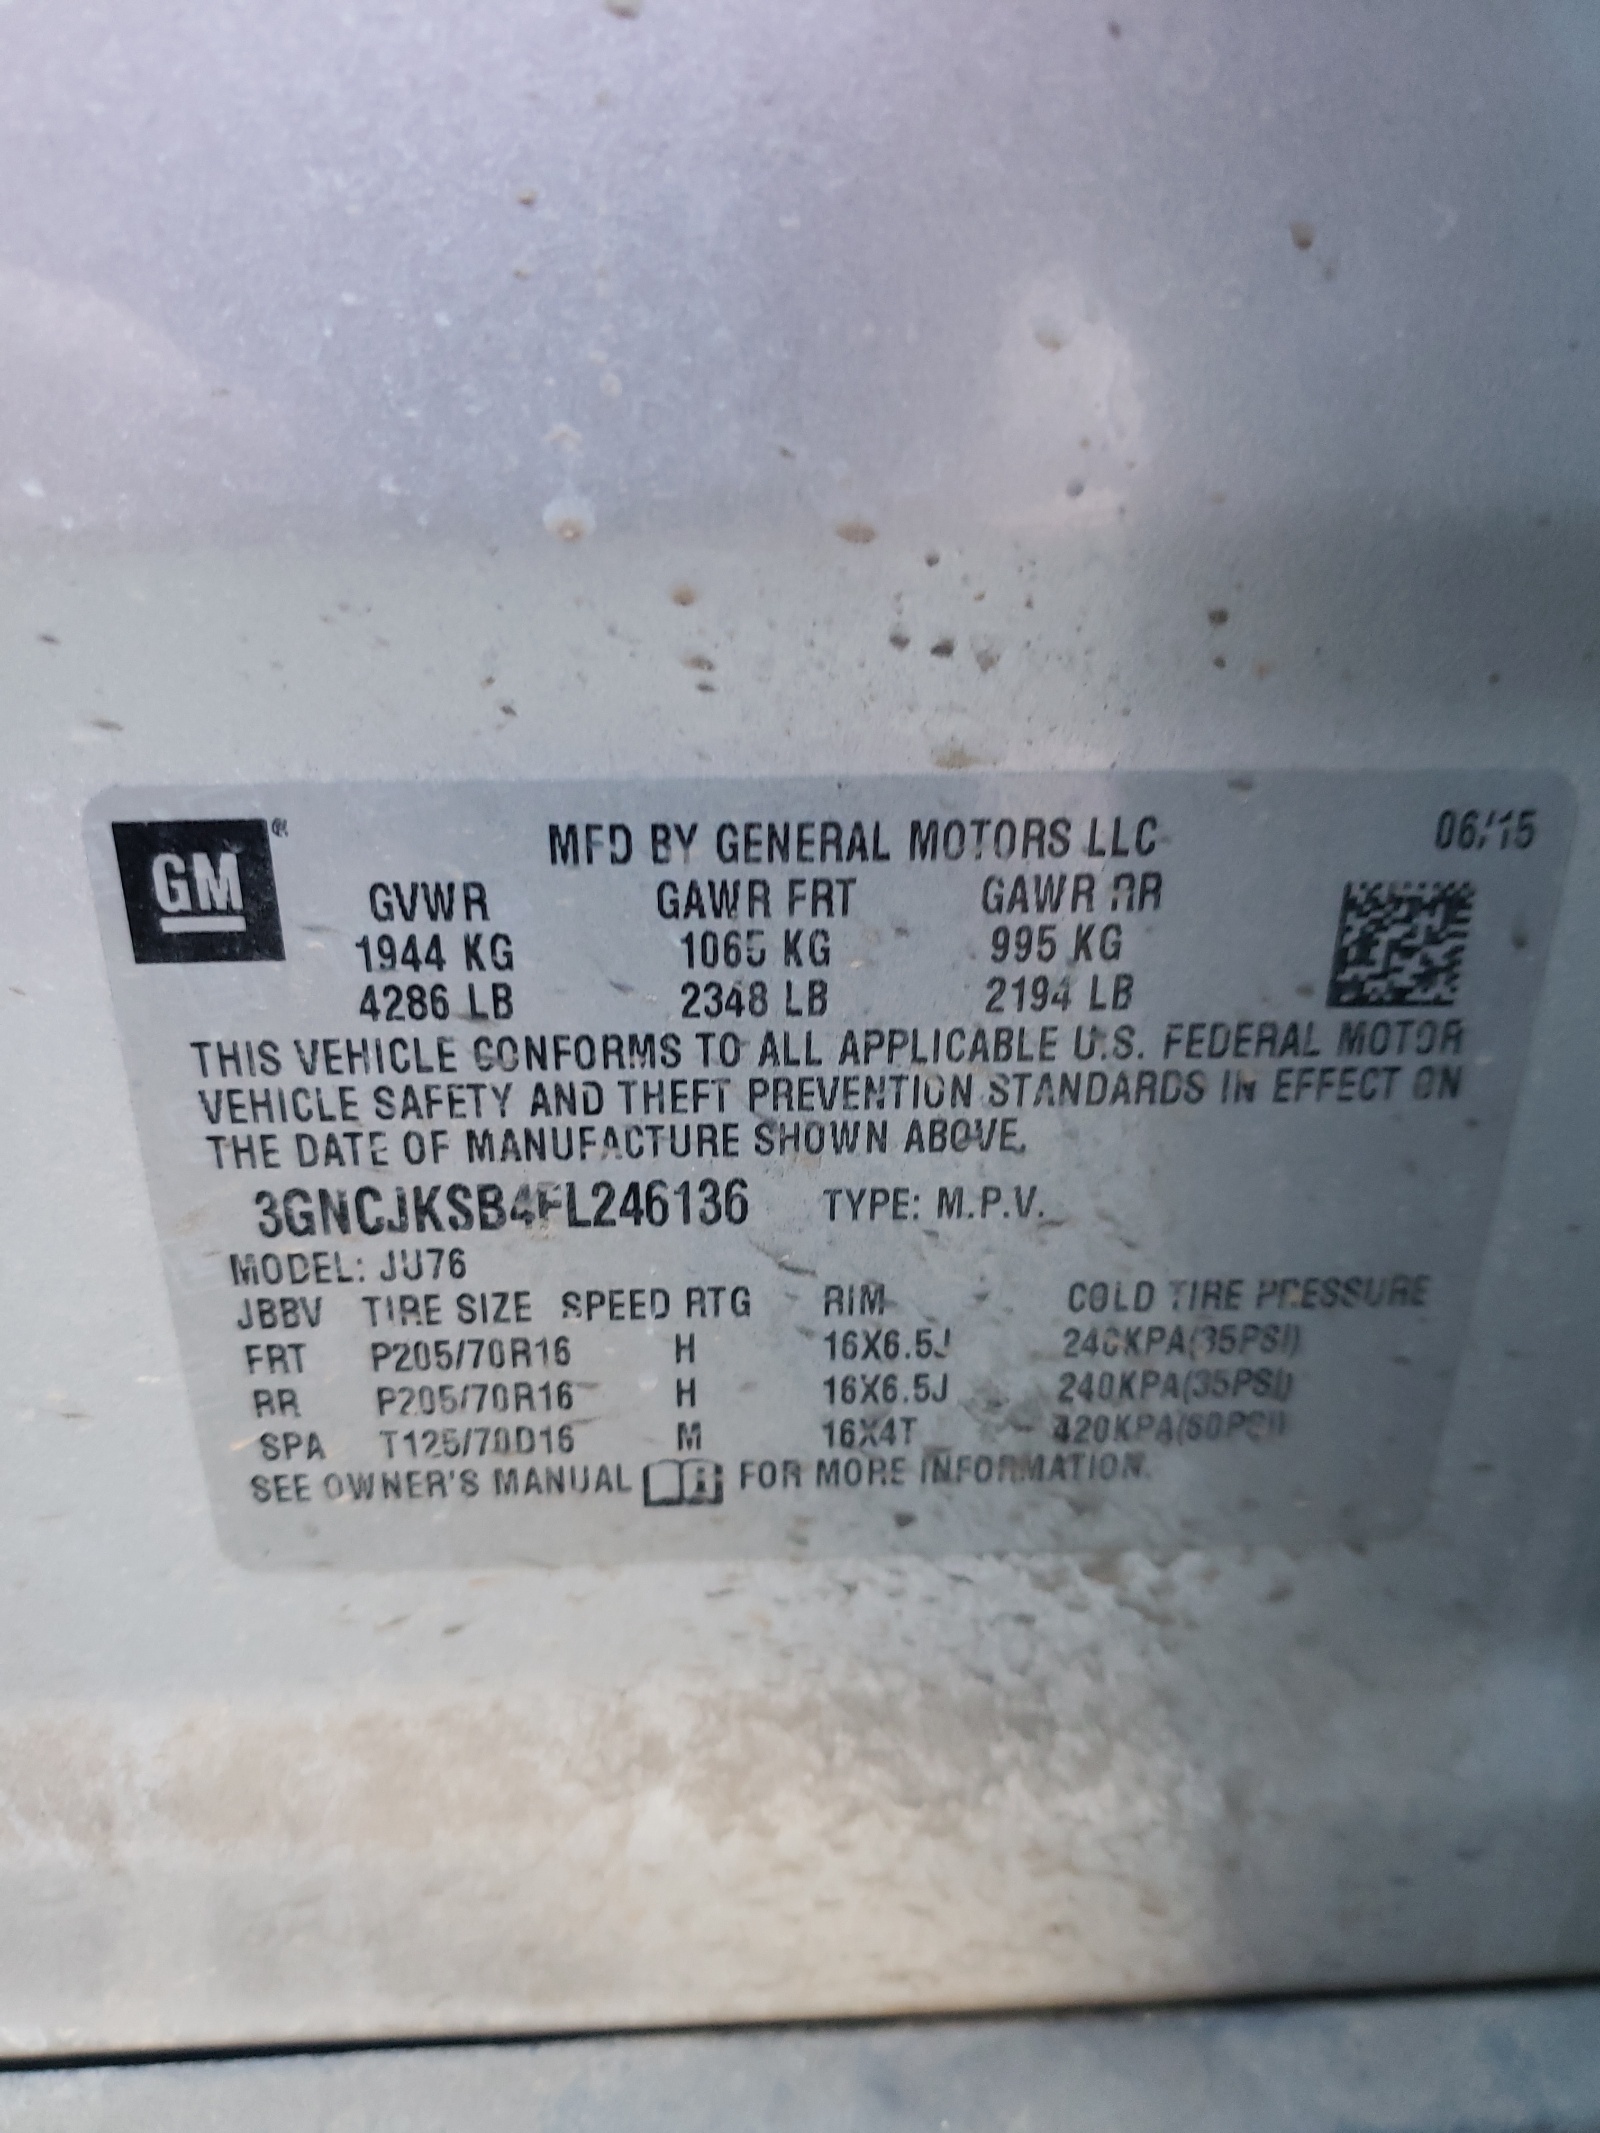 GM ®
MFD BY GENERAL MOTORS LLC 06/15
GVWR GAWR FRT GAWR RR
1944 KG 1065 KG 995 KG
4286 LB 2348 LB 2194 LB
THIS VEHICLE CONFORMS TO ALL APPLICABLE U.S. FEDERAL MOTOR
VEHICLE SAFETY AND THEFT PREVENTION STANDARDS IN EFFECT ON
THE DATE OF MANUFACTURE SHOWN ABOVE.
3GNCJKSB4FL246136 TYPE: M.P.V.
MODEL: JU76
JBBV TIRE SIZE SPEED RTG RIM COLD TIRE PRESSURE
FRT P205/70R16 H 16X6.5J 240KPA(35PSI)
RR P205/70R16 H 16X6.5J 240KPA(35PSI)
SPA T125/70D16 M 16X4T 420KPA(60PSI)
SEE OWNER'S MANUAL FOR MORE INFORMATION.